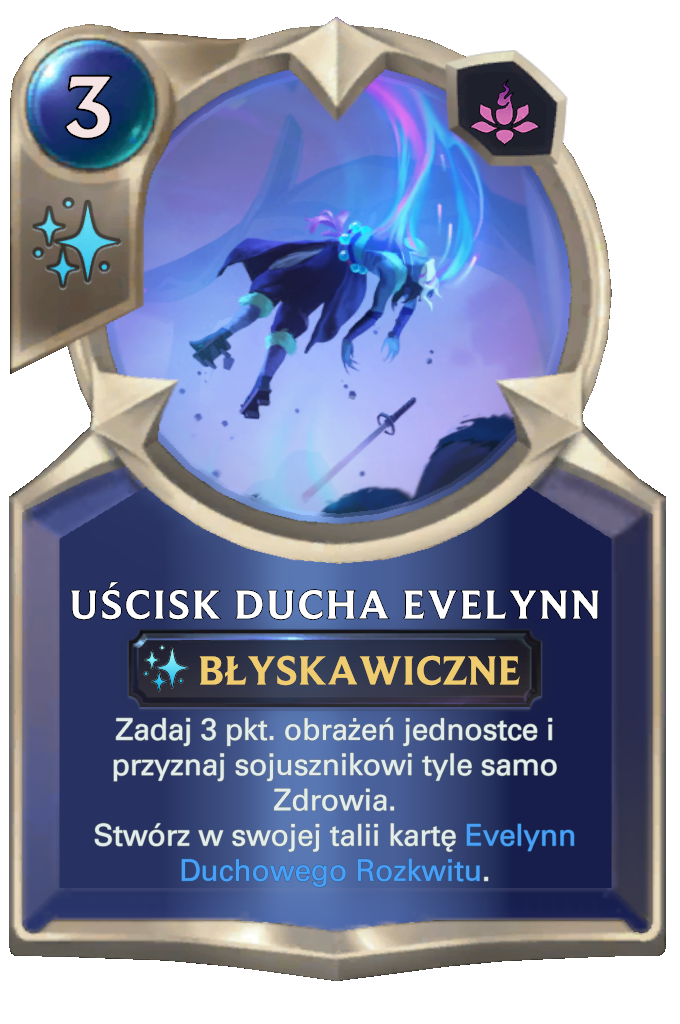 3
UŚCISK DUCHA EVELYNN
BŁYSKAWICZNE
Zadaj 3 pkt. obrażeń jednostce i
przyznaj sojusznikowi tyle samo
Zdrowia.
Stwórz w swojej talii kartę Evelynn
Duchowego Rozkwitu.